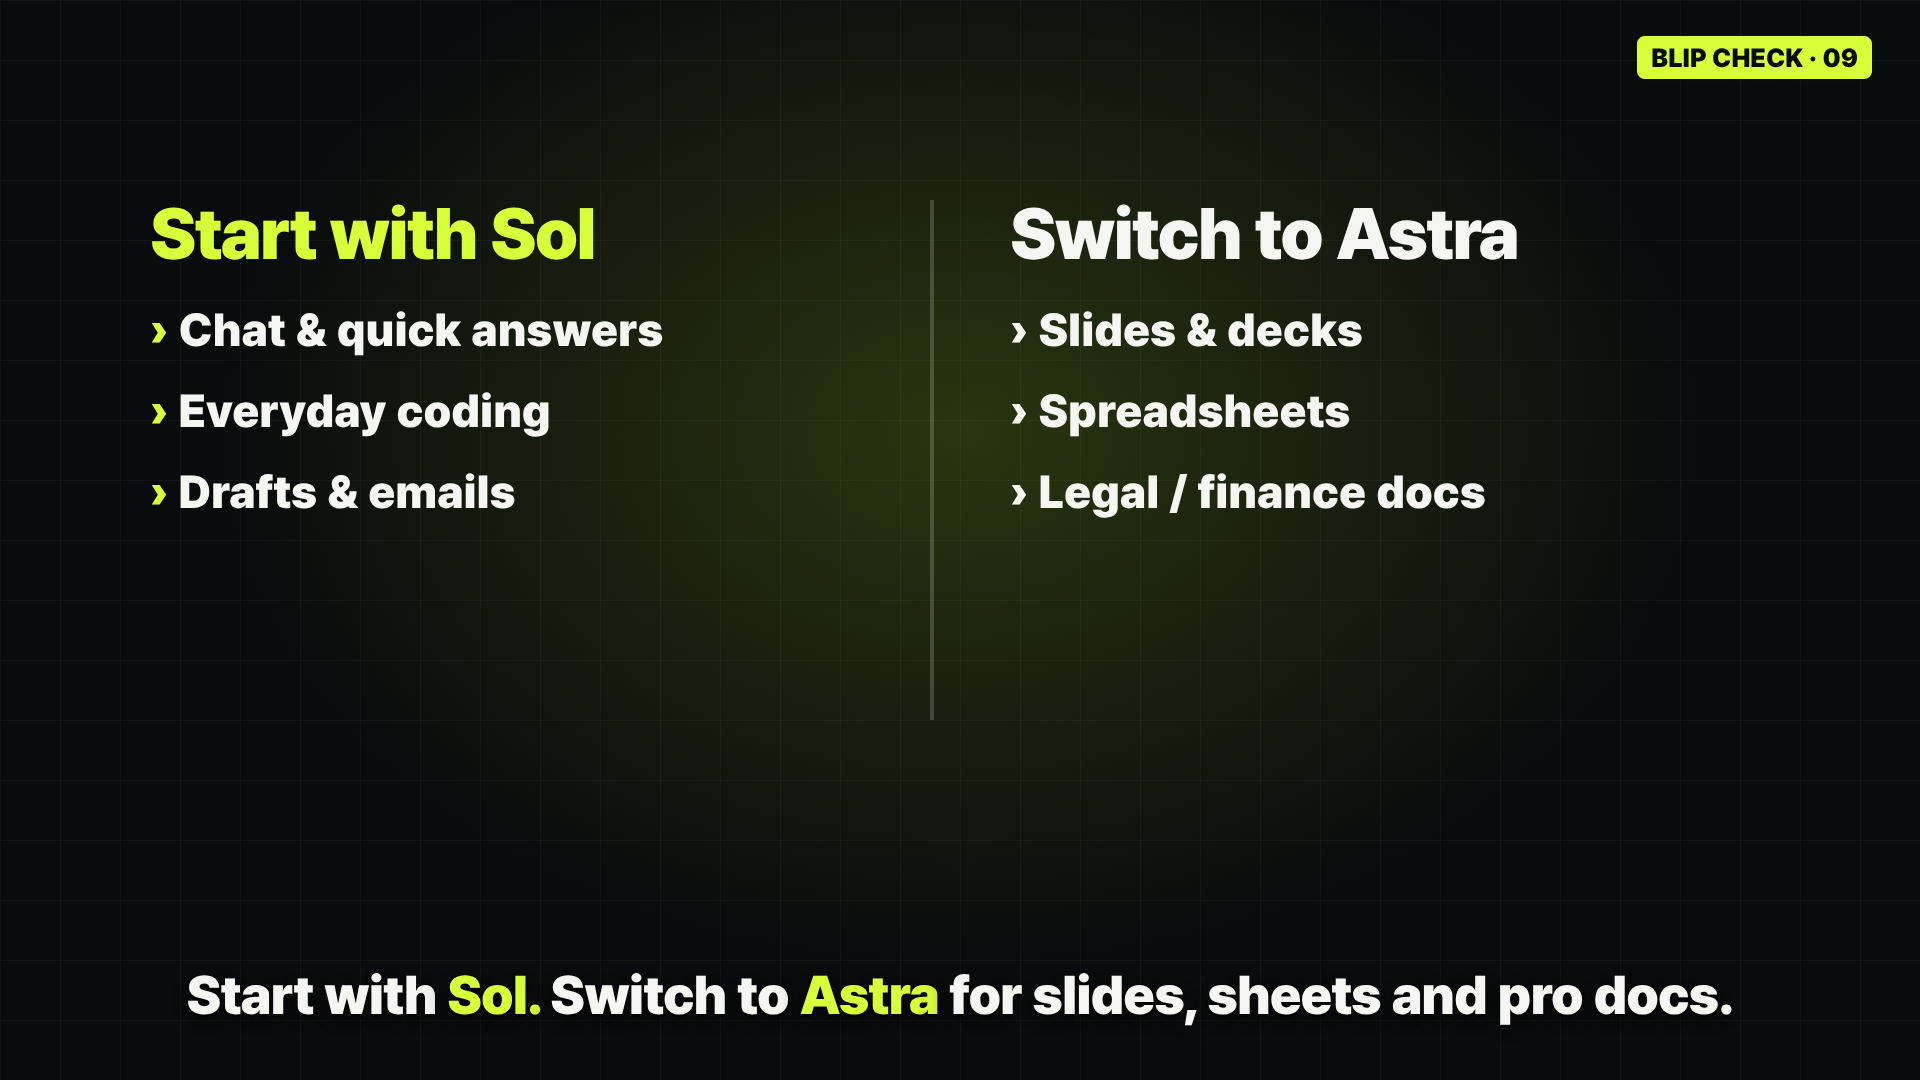 BLIP CHECK · 09
Start with Sol
› Chat & quick answers
› Everyday coding
› Drafts & emails
Switch to Astra
› Slides & decks
› Spreadsheets
› Legal / finance docs
Start with Sol. Switch to Astra for slides, sheets and pro docs.